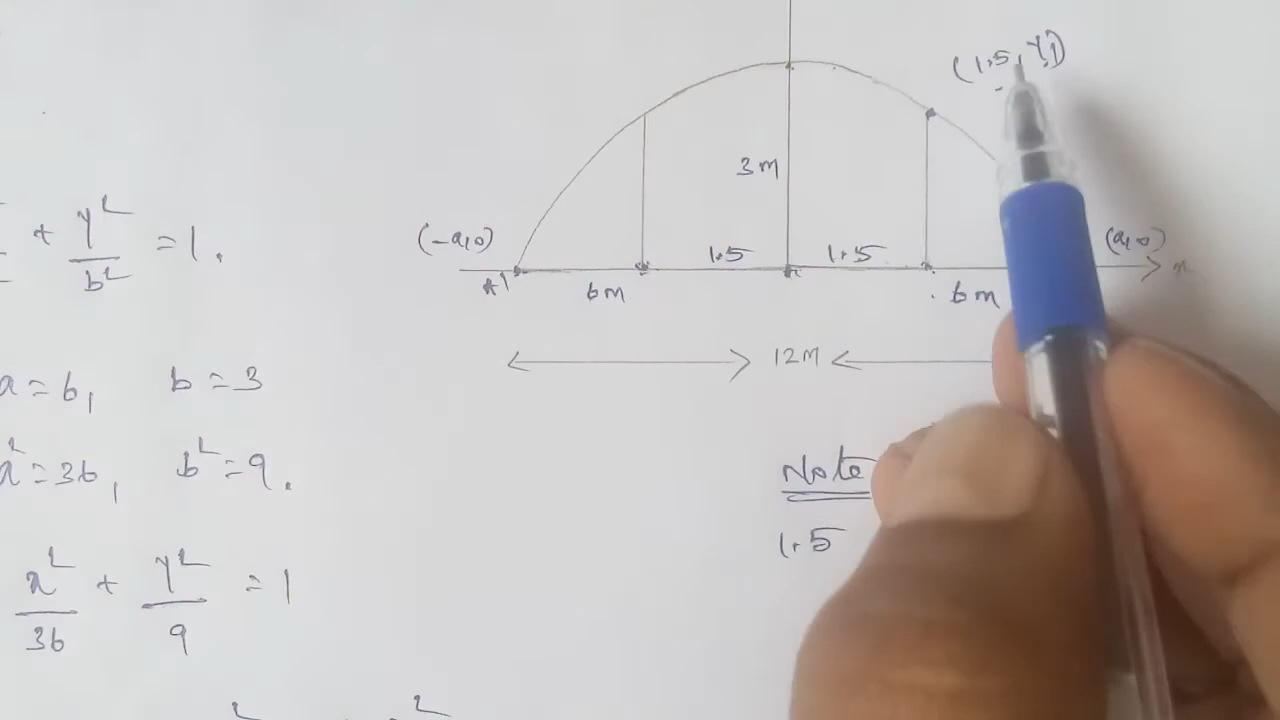 (1.5, y1)
3m
+ y²/b² = 1.
(-a,0) 1.5 1.5 (a,0)
A' 6m 6m x
12m
a = 6, b = 3
a² = 36, b² = 9.
Note
1.5
x²/36 + y²/9 = 1